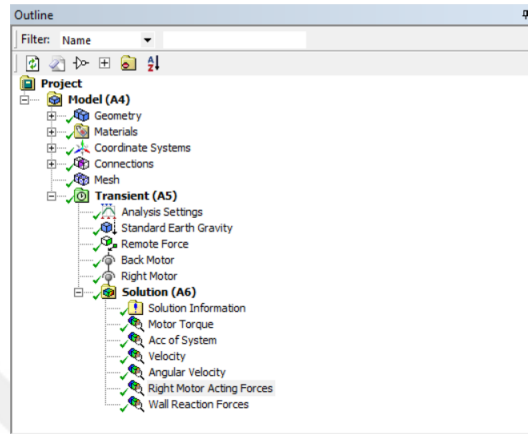 Outline
Filter: Name
Project
Model (A4)
Geometry
Materials
Coordinate Systems
Connections
Mesh
Transient (A5)
Analysis Settings
Standard Earth Gravity
Remote Force
Back Motor
Right Motor
Solution (A6)
Solution Information
Motor Torque
Acc of System
Velocity
Angular Velocity
Right Motor Acting Forces
Wall Reaction Forces